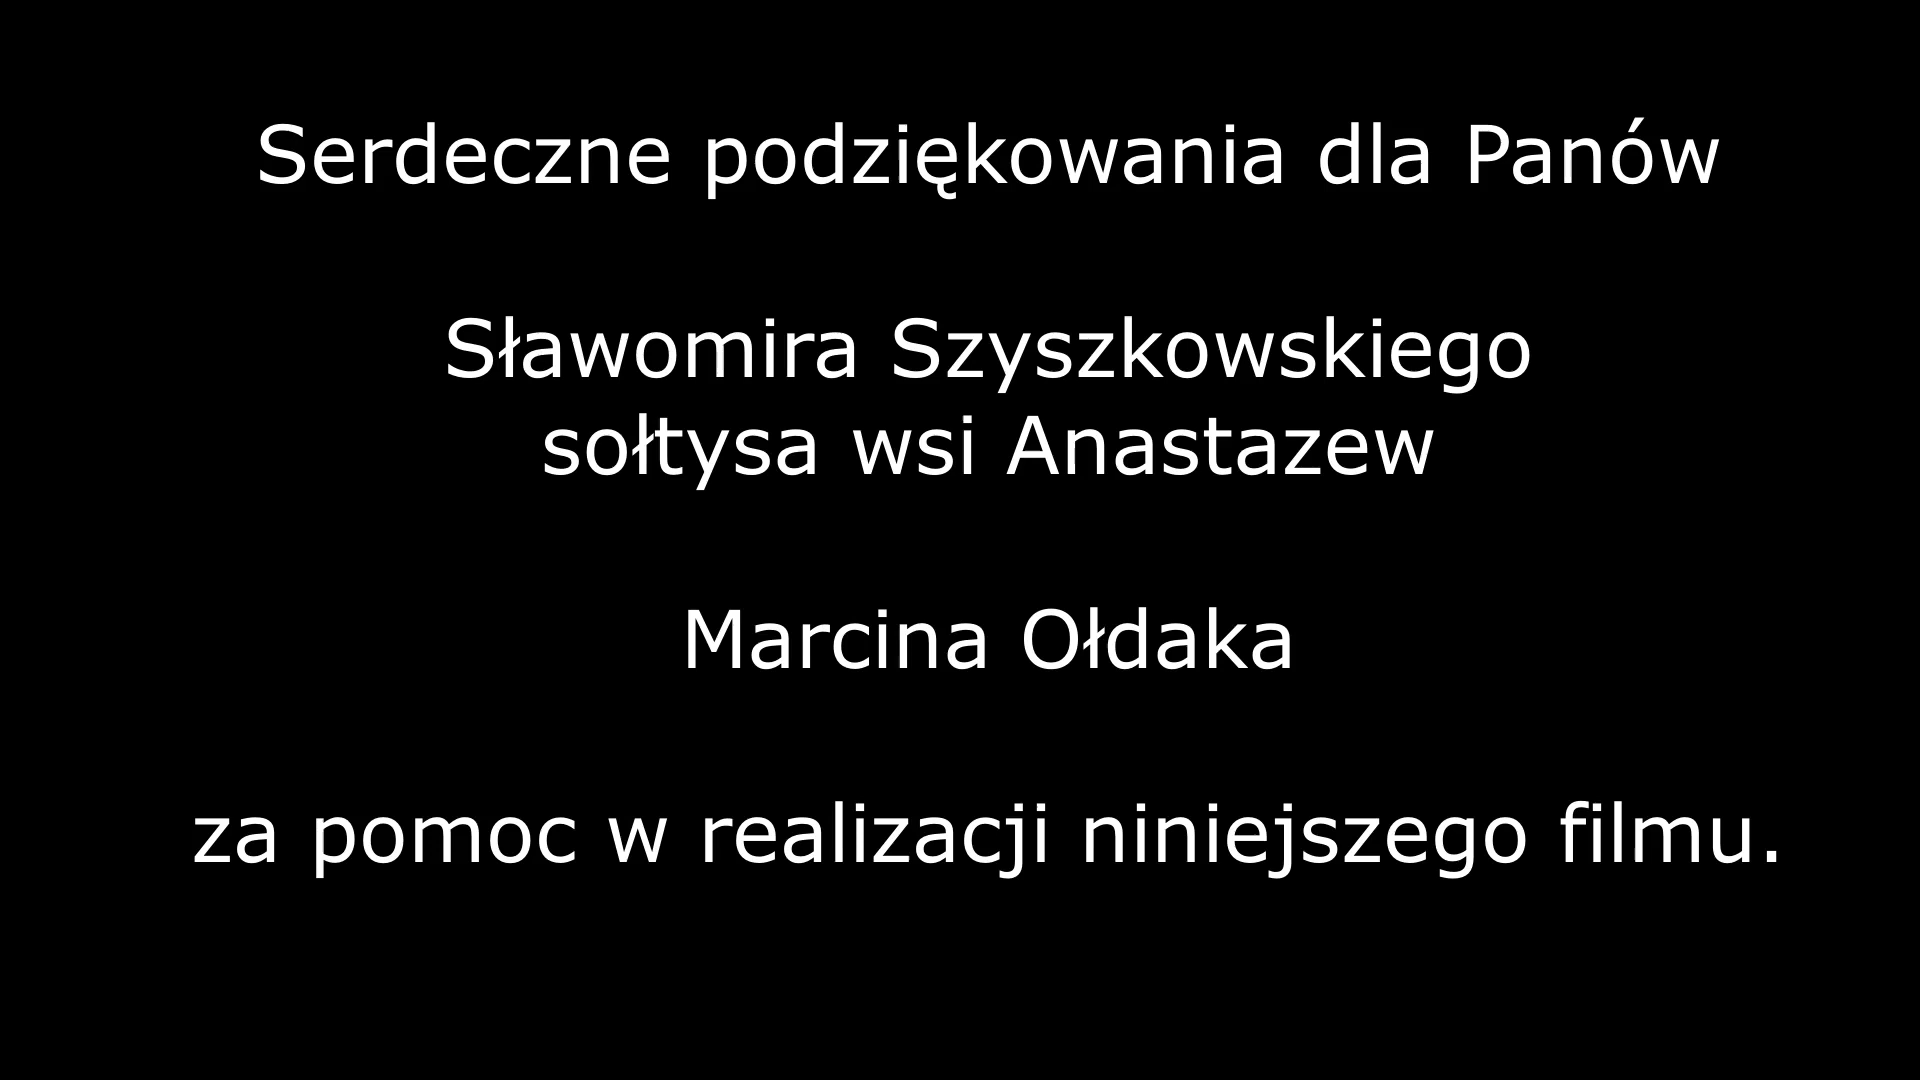 Serdeczne podziękowania dla Panów
Sławomira Szyszkowskiego
sołtysa wsi Anastazew
Marcina Ołdaka
za pomoc w realizacji niniejszego filmu.